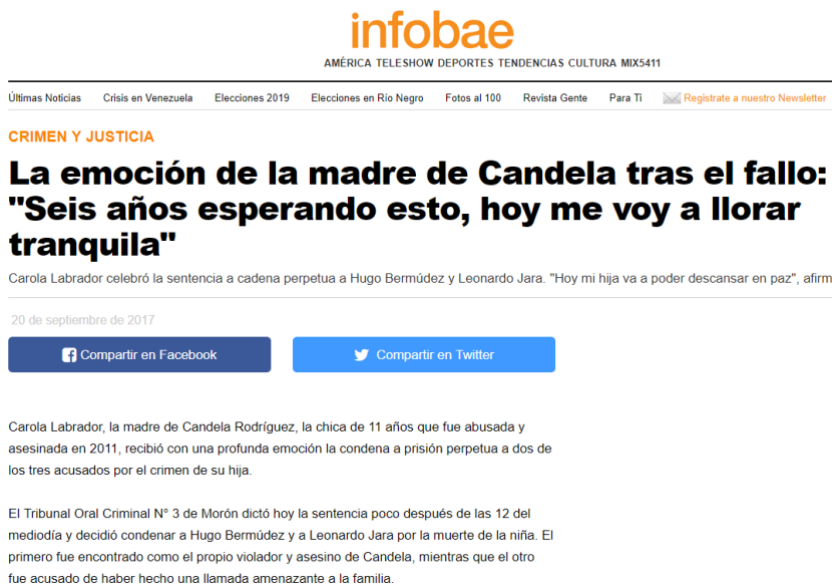 infobae
AMÉRICA TELESHOW DEPORTES TENDENCIAS CULTURA MIX5411
Últimas Noticias Crisis en Venezuela Elecciones 2019 Elecciones en Río Negro Fotos al 100 Revista Gente Para Ti Registrate a nuestro Newsletter
CRIMEN Y JUSTICIA
La emoción de la madre de Candela tras el fallo:
"Seis años esperando esto, hoy me voy a llorar
tranquila"
Carola Labrador celebró la sentencia a cadena perpetua a Hugo Bermúdez y Leonardo Jara. "Hoy mi hija va a poder descansar en paz", afirm
20 de septiembre de 2017
Compartir en Facebook
Compartir en Twitter
Carola Labrador, la madre de Candela Rodríguez, la chica de 11 años que fue abusada y
asesinada en 2011, recibió con una profunda emoción la condena a prisión perpetua a dos de
los tres acusados por el crimen de su hija.
El Tribunal Oral Criminal N° 3 de Morón dictó hoy la sentencia poco después de las 12 del
mediodía y decidió condenar a Hugo Bermúdez y a Leonardo Jara por la muerte de la niña. El
primero fue encontrado como el propio violador y asesino de Candela, mientras que el otro
fue acusado de haber hecho una llamada amenazante a la familia.